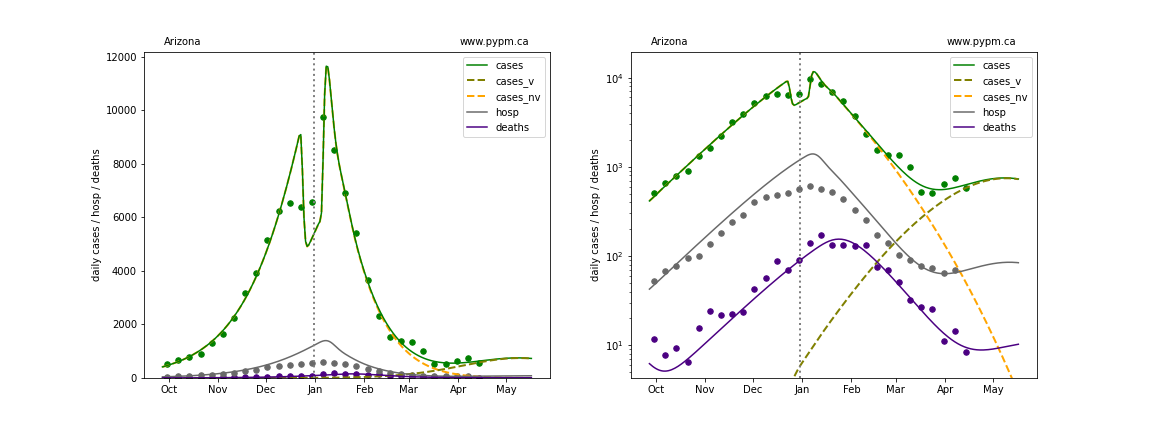 Arizona www.pypm.ca
12000
10000
8000
6000
4000
2000
0
daily cases / hosp / deaths
cases
cases_v
cases_nv
hosp
deaths
Oct Nov Dec Jan Feb Mar Apr May
Arizona www.pypm.ca
10^4
10^3
10^2
10^1
daily cases / hosp / deaths
cases
cases_v
cases_nv
hosp
deaths
Oct Nov Dec Jan Feb Mar Apr May